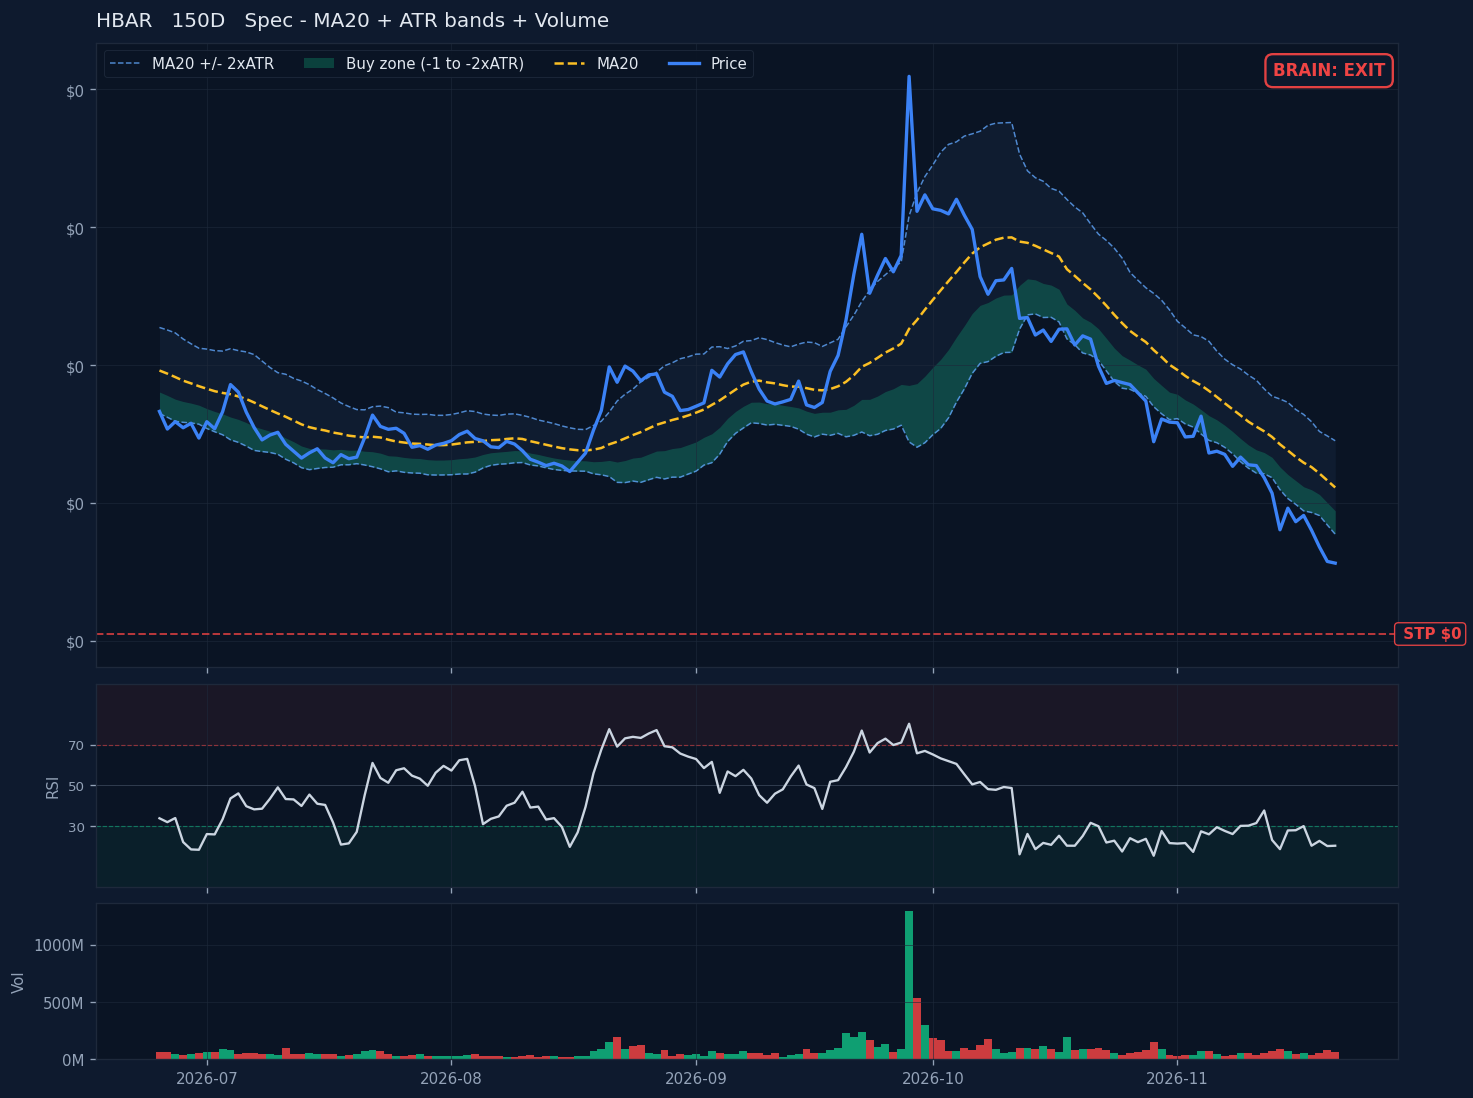 HBAR   150D   Spec - MA20 + ATR bands + Volume
MA20 +/- 2xATR
Buy zone (-1 to -2xATR)
MA20
Price
BRAIN: EXIT
$0
$0
$0
$0
$0
STP $0
70
50
30
RSI
1000M
500M
0M
Vol
2026-07
2026-08
2026-09
2026-10
2026-11